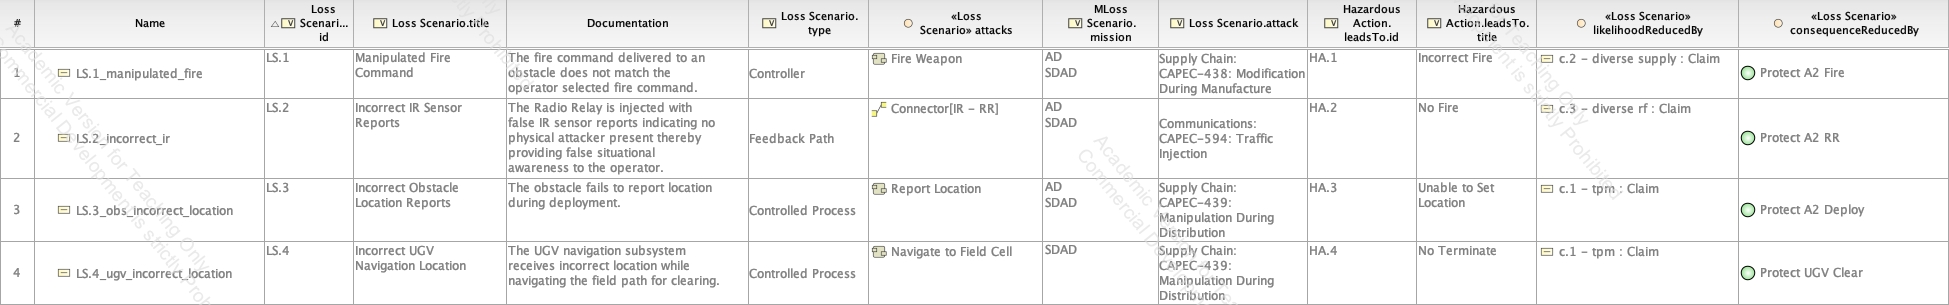 # Name Loss Scenari... id Loss Scenario.title Documentation Loss Scenario. type «Loss Scenario» attacks MLoss Scenario. mission Loss Scenario.attack Hazardous Action. leadsTo.id Hazardous Action.leadsTo. title «Loss Scenario» likelihoodReducedBy «Loss Scenario» consequenceReducedBy
1
LS.1_manipulated_fire
LS.1
Manipulated Fire
Command
The fire command delivered to an
obstacle does not match the
operator selected fire command.
Controller
Fire Weapon
AD
SDAD
Supply Chain:
CAPEC-438: Modification
During Manufacture
HA.1
Incorrect Fire
c.2 - diverse supply : Claim
Protect A2 Fire
2
LS.2_incorrect_ir
LS.2
Incorrect IR Sensor
Reports
The Radio Relay is injected with
false IR sensor reports indicating no
physical attacker present thereby
providing false situational
awareness to the operator.
Feedback Path
Connector[IR - RR]
AD
SDAD
Communications:
CAPEC-594: Traffic
Injection
HA.2
No Fire
c.3 - diverse rf : Claim
Protect A2 RR
3
LS.3_obs_incorrect_location
LS.3
Incorrect Obstacle
Location Reports
The obstacle fails to report location
during deployment.
Controlled Process
Report Location
AD
SDAD
Supply Chain:
CAPEC-439:
Manipulation During
Distribution
HA.3
Unable to Set
Location
c.1 - tpm : Claim
Protect A2 Deploy
4
LS.4_ugv_incorrect_location
LS.4
Incorrect UGV
Navigation Location
The UGV navigation subsystem
receives incorrect location while
navigating the field path for clearing.
Controlled Process
Navigate to Field Cell
SDAD
Supply Chain:
CAPEC-439:
Manipulation During
Distribution
HA.4
No Terminate
c.1 - tpm : Claim
Protect UGV Clear
Academic Version for Teaching Only
Commercial Development is strictly Prohibited